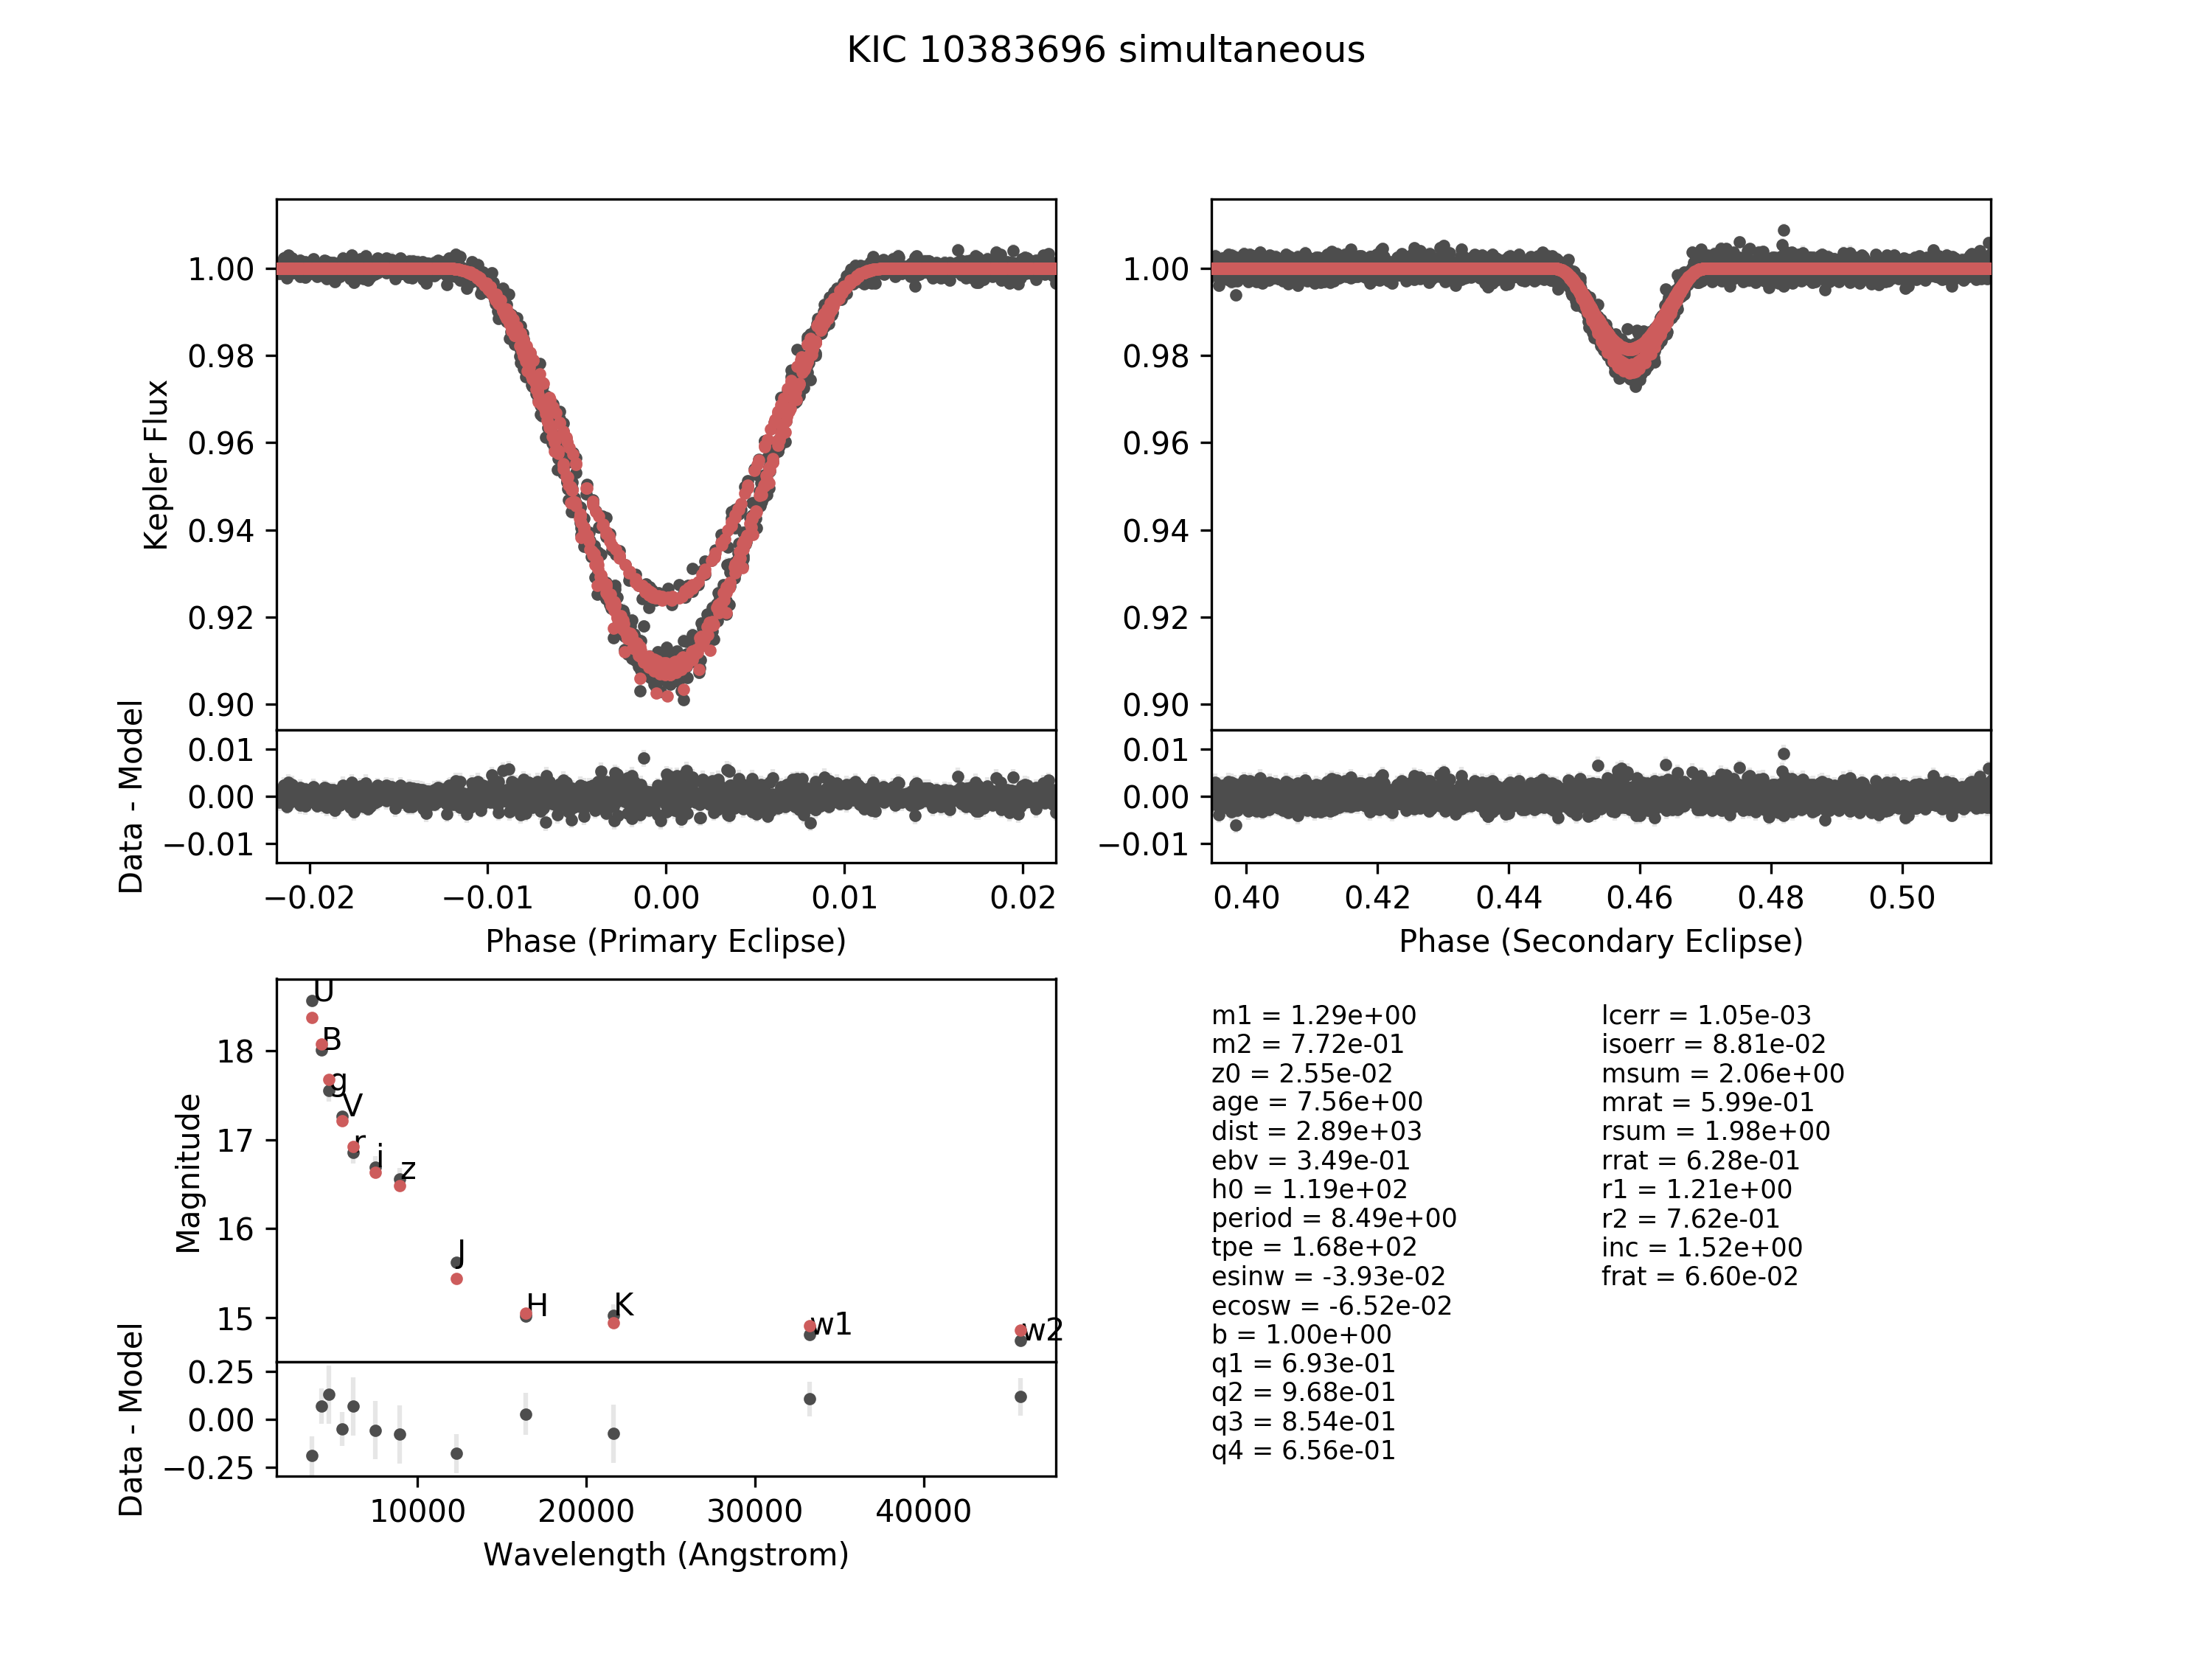 KIC 10383696 simultaneous
1.00
0.98
0.96
0.94
0.92
0.90
Kepler Flux
0.01
0.00
−0.01
Data - Model
−0.02
−0.01
0.00
0.01
0.02
Phase (Primary Eclipse)
1.00
0.98
0.96
0.94
0.92
0.90
0.01
0.00
−0.01
0.40
0.42
0.44
0.46
0.48
0.50
Phase (Secondary Eclipse)
18
17
16
15
Magnitude
U
B
g
V
r
i
z
J
H
K
w1
w2
0.25
0.00
−0.25
Data - Model
10000
20000
30000
40000
Wavelength (Angstrom)
m1 = 1.29e+00
m2 = 7.72e-01
z0 = 2.55e-02
age = 7.56e+00
dist = 2.89e+03
ebv = 3.49e-01
h0 = 1.19e+02
period = 8.49e+00
tpe = 1.68e+02
esinw = -3.93e-02
ecosw = -6.52e-02
b = 1.00e+00
q1 = 6.93e-01
q2 = 9.68e-01
q3 = 8.54e-01
q4 = 6.56e-01
lcerr = 1.05e-03
isoerr = 8.81e-02
msum = 2.06e+00
mrat = 5.99e-01
rsum = 1.98e+00
rrat = 6.28e-01
r1 = 1.21e+00
r2 = 7.62e-01
inc = 1.52e+00
frat = 6.60e-02